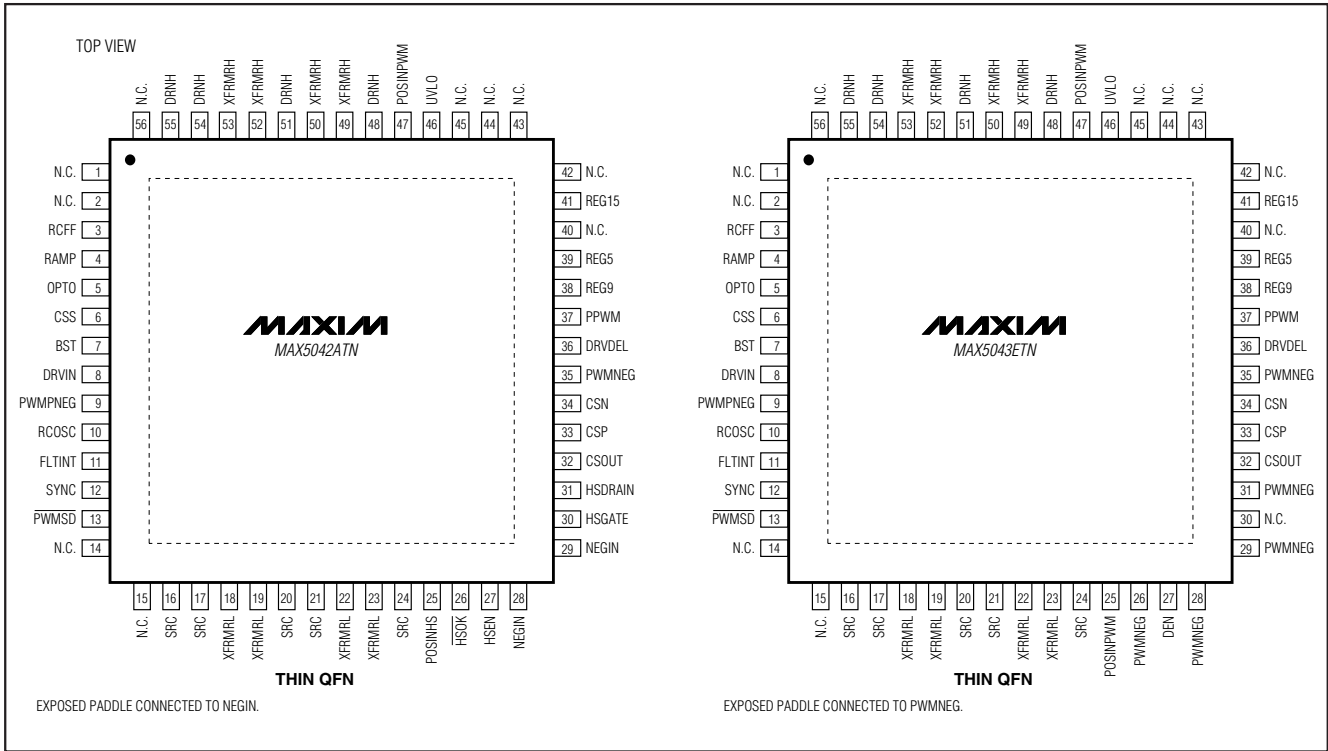 TOP VIEW
N.C. DRNH DRNH XFRMRH XFRMRH DRNH XFRMRH XFRMRH DRNH POSINPWM UVLO N.C. N.C. N.C.
56 55 54 53 52 51 50 49 48 47 46 45 44 43
N.C. 1
N.C. 2
RCFF 3
RAMP 4
OPTO 5
CSS 6
BST 7
DRVIN 8
PWMPNEG 9
RCOSC 10
FLTINT 11
SYNC 12
PWMSD 13
N.C. 14
MAXIM
MAX5042ATN
42 N.C.
41 REG15
40 N.C.
39 REG5
38 REG9
37 PPWM
36 DRVDEL
35 PWMNEG
34 CSN
33 CSP
32 CSOUT
31 HSDRAIN
30 HSGATE
29 NEGIN
15 16 17 18 19 20 21 22 23 24 25 26 27 28
N.C. SRC SRC XFRMRL XFRMRL SRC SRC XFRMRL XFRMRL SRC POSINHS HSOK HSEN NEGIN
THIN QFN
EXPOSED PADDLE CONNECTED TO NEGIN.
N.C. DRNH DRNH XFRMRH XFRMRH DRNH XFRMRH XFRMRH DRNH POSINPWM UVLO N.C. N.C. N.C.
56 55 54 53 52 51 50 49 48 47 46 45 44 43
N.C. 1
N.C. 2
RCFF 3
RAMP 4
OPTO 5
CSS 6
BST 7
DRVIN 8
PWMPNEG 9
RCOSC 10
FLTINT 11
SYNC 12
PWMSD 13
N.C. 14
MAXIM
MAX5043ETN
42 N.C.
41 REG15
40 N.C.
39 REG5
38 REG9
37 PPWM
36 DRVDEL
35 PWMNEG
34 CSN
33 CSP
32 CSOUT
31 PWMNEG
30 N.C.
29 PWMNEG
15 16 17 18 19 20 21 22 23 24 25 26 27 28
N.C. SRC SRC XFRMRL XFRMRL SRC SRC XFRMRL XFRMRL SRC POSINPWM PWMNEG DEN PWMNEG
THIN QFN
EXPOSED PADDLE CONNECTED TO PWMNEG.